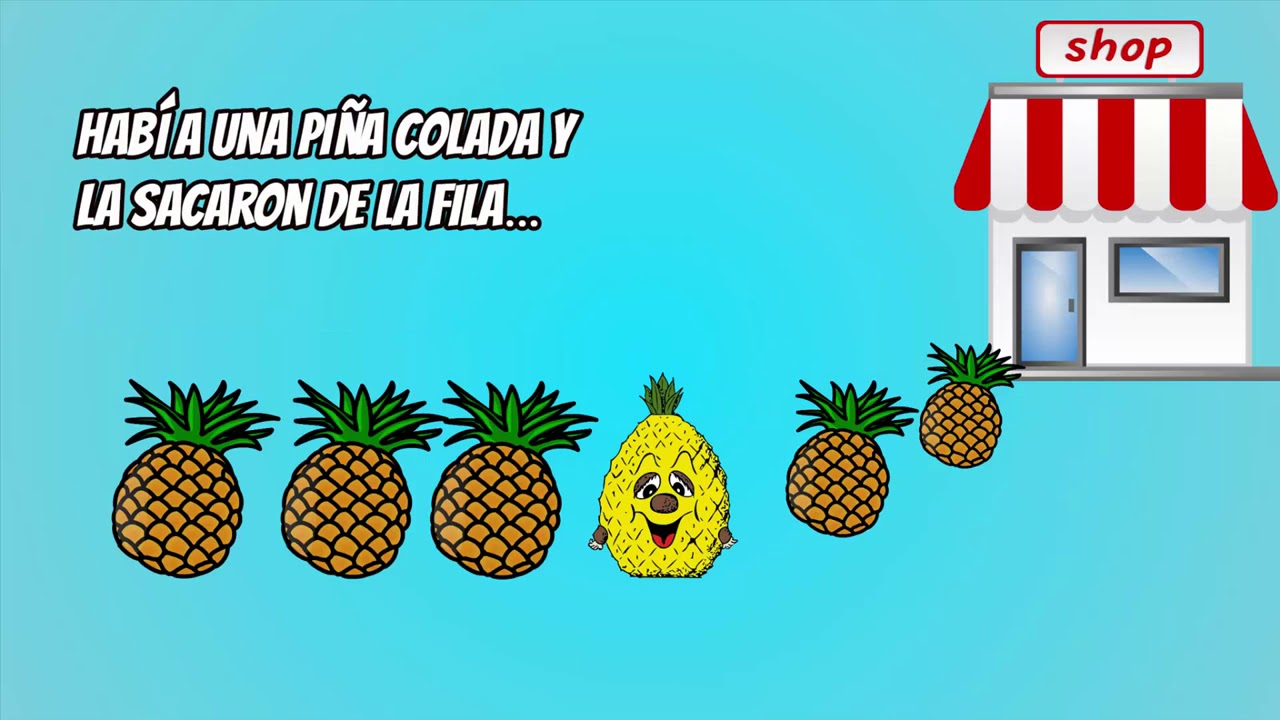 HABÍA UNA PIÑA COLADA Y
LA SACARON DE LA FILA...
shop